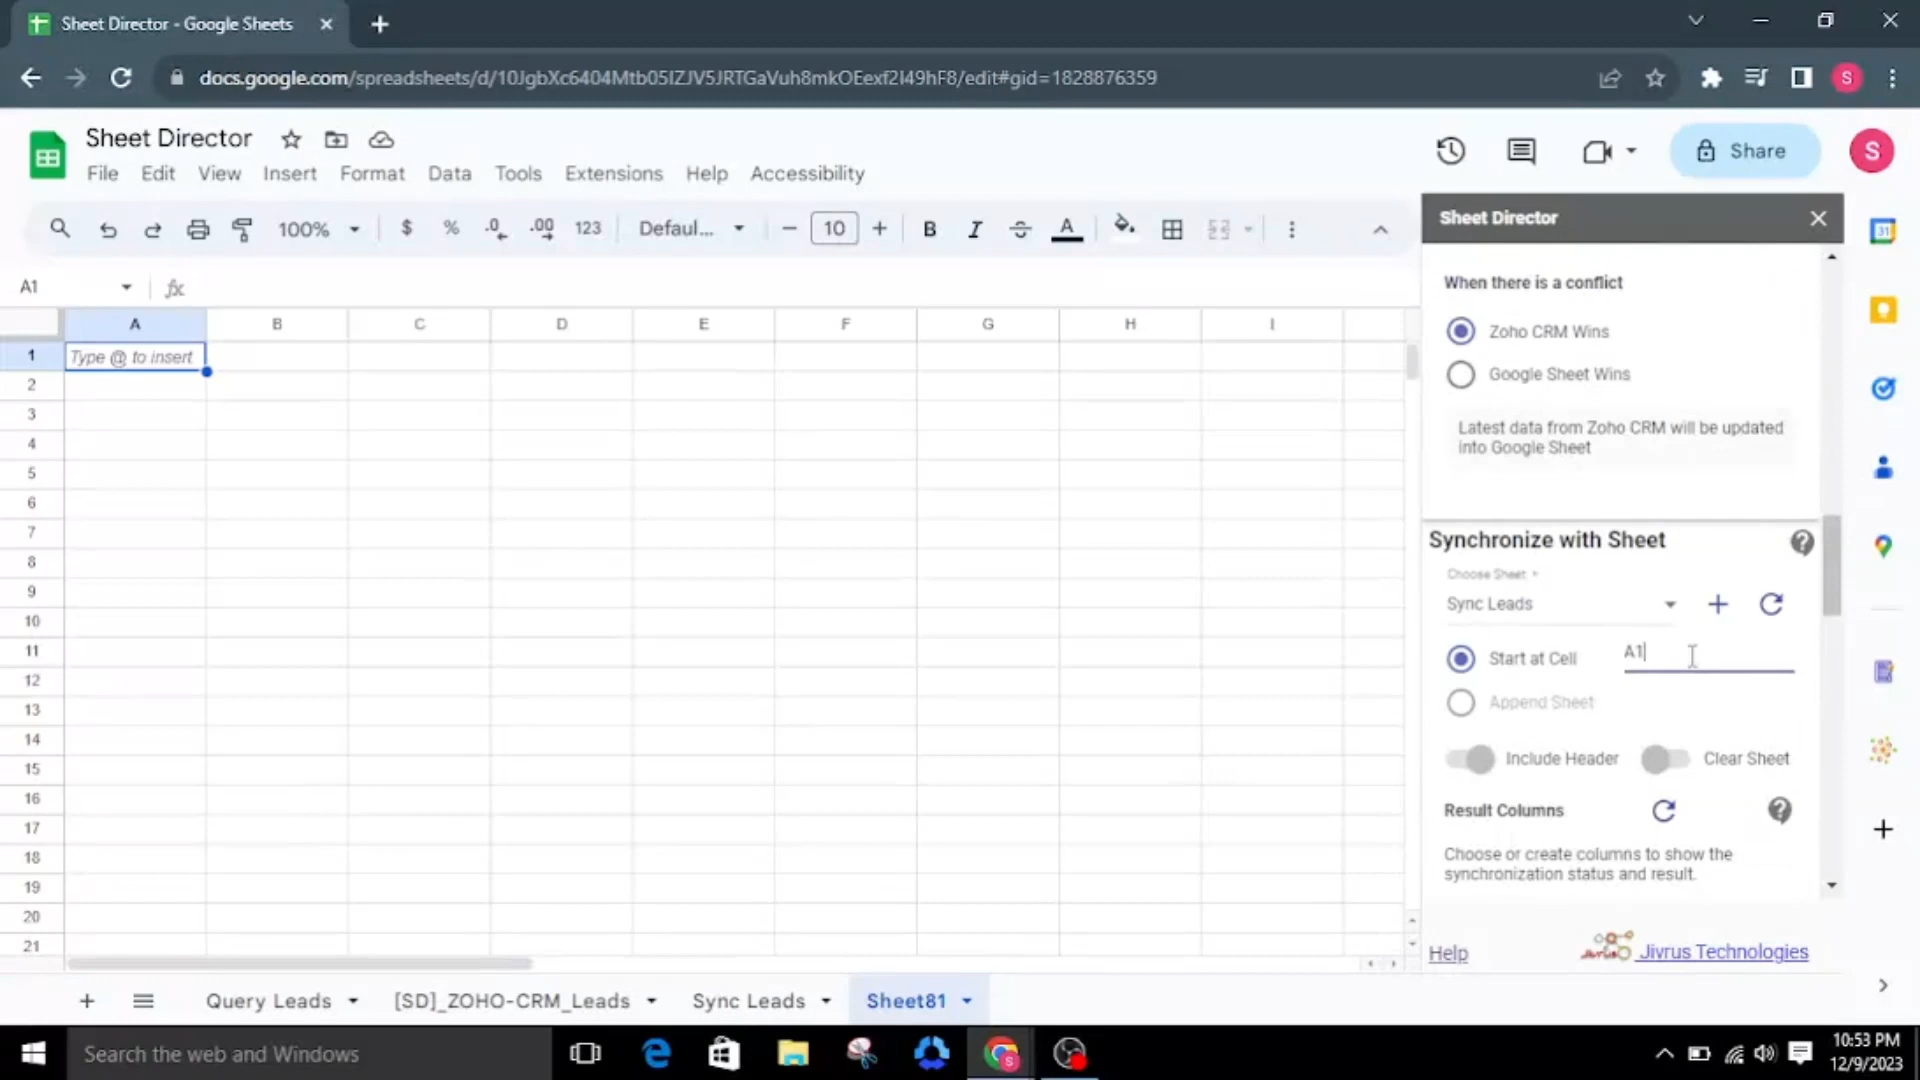 Sheet Director - Google Sheets
docs.google.com/spreadsheets/d/10JgbXc6404Mtb05IZJV5JRTGaVuh8mkOEexf2I49hF8/edit#gid=1828876359
S
Sheet Director
File Edit View Insert Format Data Tools Extensions Help Accessibility
Share
S
100% $ % .0 .00 123 Defaul... 10 B I A
A1 fx
A B C D E F G H I
1 Type @ to insert
2
3
4
5
6
7
8
9
10
11
12
13
14
15
16
17
18
19
20
21
Sheet Director
When there is a conflict
Zoho CRM Wins
Google Sheet Wins
Latest data from Zoho CRM will be updated
into Google Sheet
Synchronize with Sheet
Choose Sheet *
Sync Leads
Start at Cell A1
Append Sheet
Include Header Clear Sheet
Result Columns
Choose or create columns to show the
synchronization status and result.
Help Jivrus Technologies
31
Query Leads [SD]_ZOHO-CRM_Leads Sync Leads Sheet81
Search the web and Windows
10:53 PM
12/9/2023